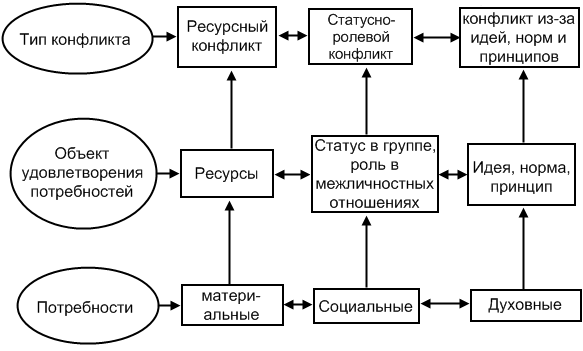 Тип конфликта
Ресурсный
конфликт
Статусно-
ролевой
конфликт
конфликт из-за
идей, норм и
принципов
Объект
удовлетворения
потребностей
Ресурсы
Статус в группе,
роль в
межличностных
отношениях
Идея, норма,
принцип
Потребности
матери-
альные
Социальные
Духовные